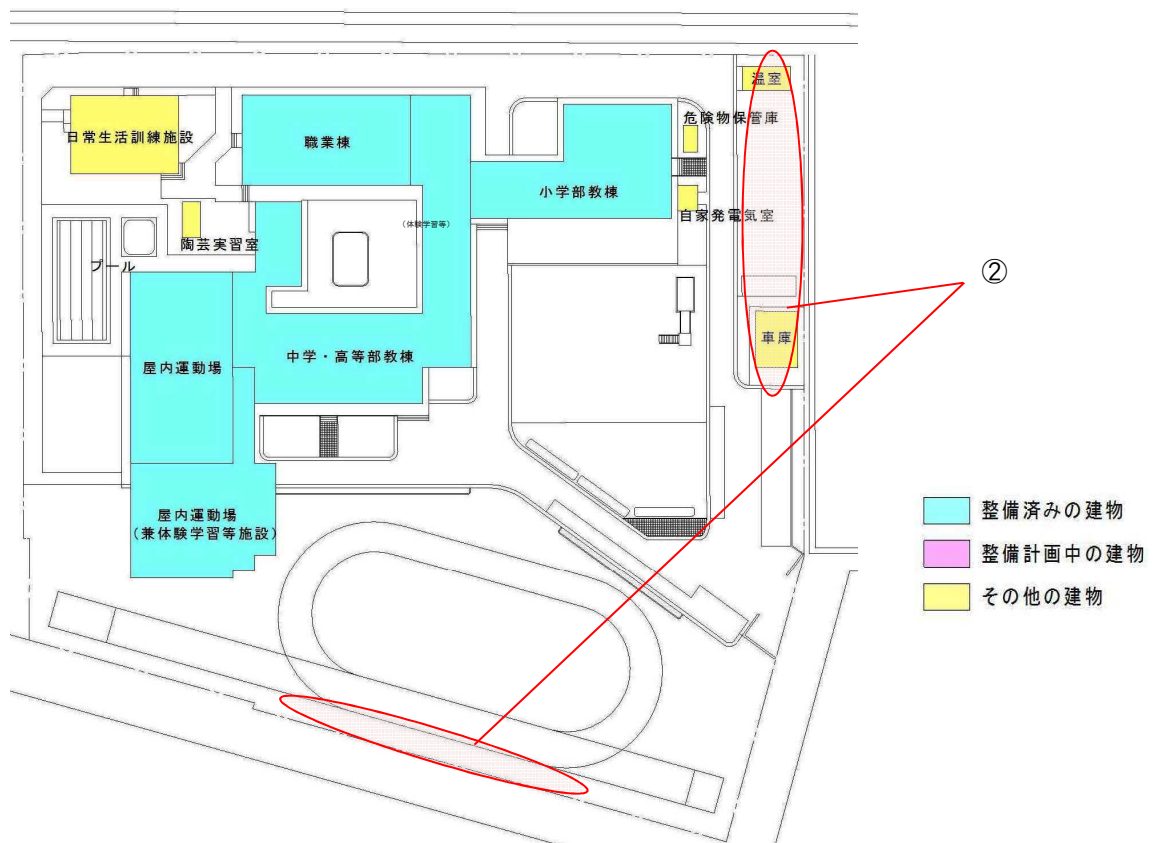 温室
危険物保管庫
日常生活訓練施設
職業棟
小学部教棟
自家発電気室
(体験学習等)
陶芸実習室
プール
②
車庫
中学・高等部教棟
屋内運動場
屋内運動場
(兼体験学習等施設)
整備済みの建物
整備計画中の建物
その他の建物